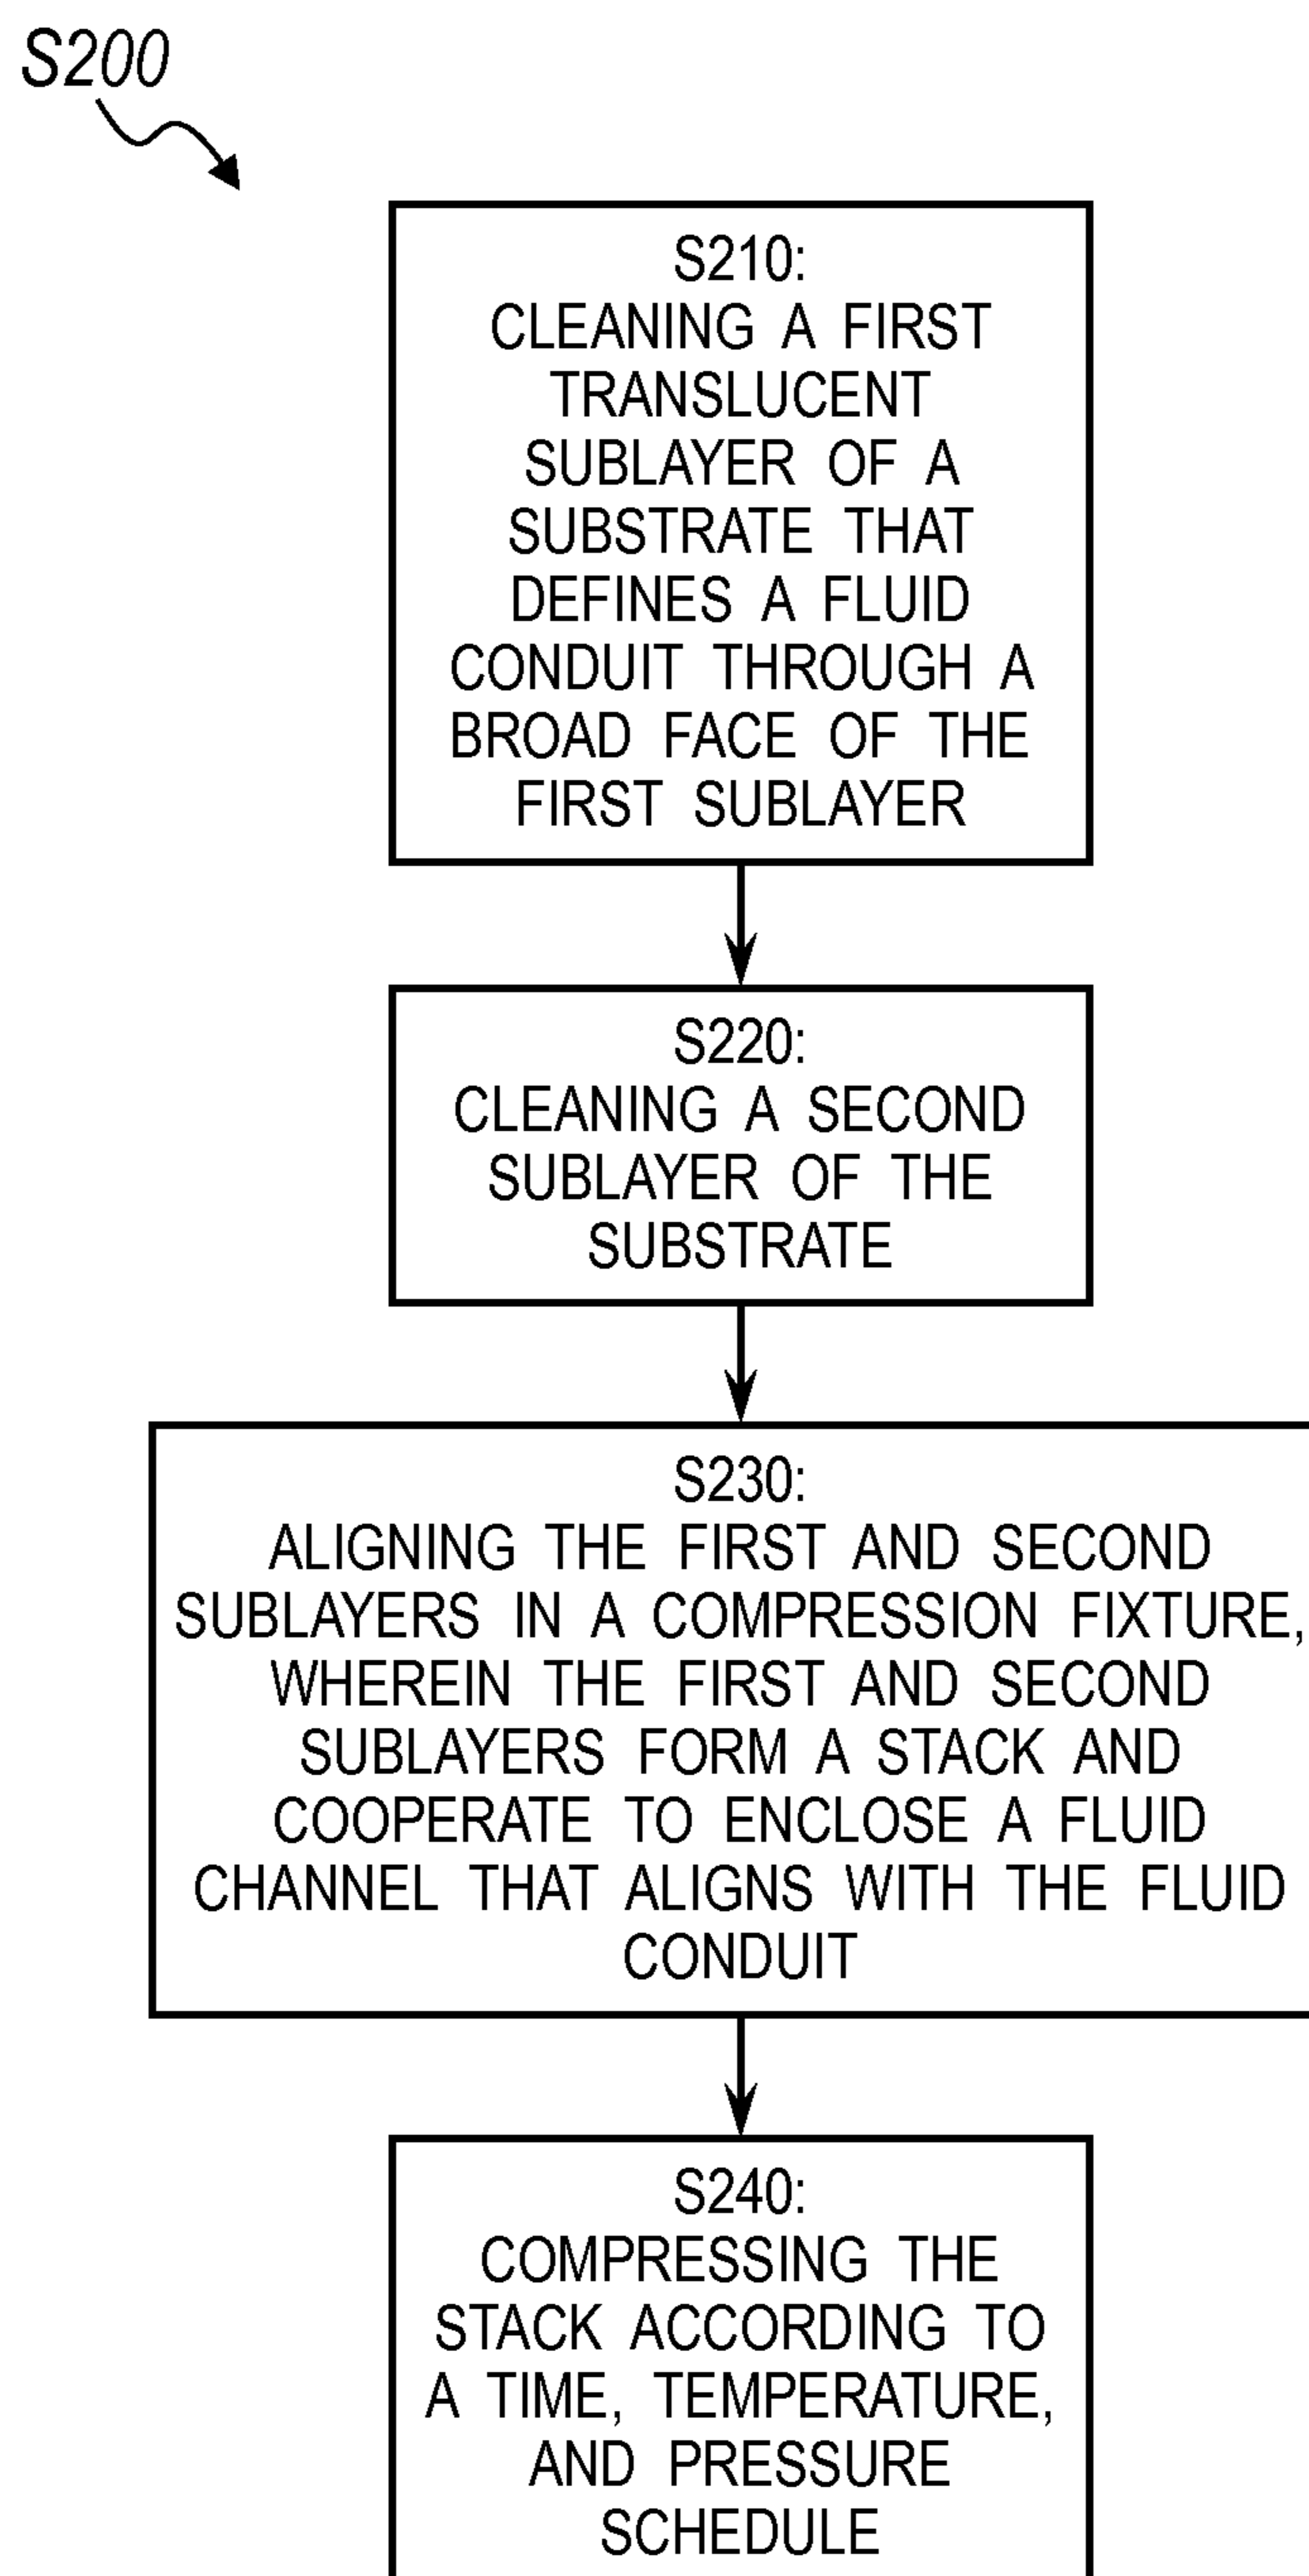 S200
S210:
CLEANING A FIRST
TRANSLUCENT
SUBLAYER OF A
SUBSTRATE THAT
DEFINES A FLUID
CONDUIT THROUGH A
BROAD FACE OF THE
FIRST SUBLAYER
S220:
CLEANING A SECOND
SUBLAYER OF THE
SUBSTRATE
S230:
ALIGNING THE FIRST AND SECOND
SUBLAYERS IN A COMPRESSION FIXTURE,
WHEREIN THE FIRST AND SECOND
SUBLAYERS FORM A STACK AND
COOPERATE TO ENCLOSE A FLUID
CHANNEL THAT ALIGNS WITH THE FLUID
CONDUIT
S240:
COMPRESSING THE
STACK ACCORDING TO
A TIME, TEMPERATURE,
AND PRESSURE
SCHEDULE